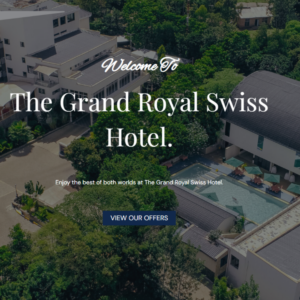 Welcome To
The Grand Royal Swiss
Hotel.
Enjoy the best of both worlds at The Grand Royal Swiss Hotel.
VIEW OUR OFFERS